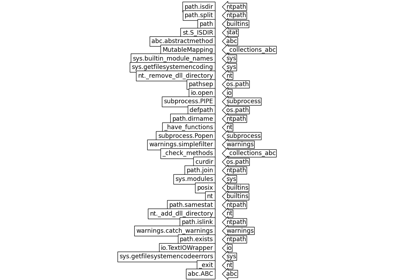 path.isdir ntpath
path.split ntpath
path builtins
st.S_ISDIR stat
abc.abstractmethod abc
MutableMapping _collections_abc
sys.builtin_module_names sys
sys.getfilesystemencoding sys
nt._remove_dll_directory nt
pathsep os.path
io.open io
subprocess.PIPE subprocess
defpath os.path
path.dirname ntpath
_have_functions nt
subprocess.Popen subprocess
warnings.simplefilter warnings
_check_methods _collections_abc
curdir os.path
path.join ntpath
sys.modules sys
posix builtins
nt builtins
path.samestat ntpath
nt._add_dll_directory nt
path.islink ntpath
warnings.catch_warnings warnings
path.exists ntpath
io.TextIOWrapper io
sys.getfilesystemencodeerrors sys
_exit nt
abc.ABC abc